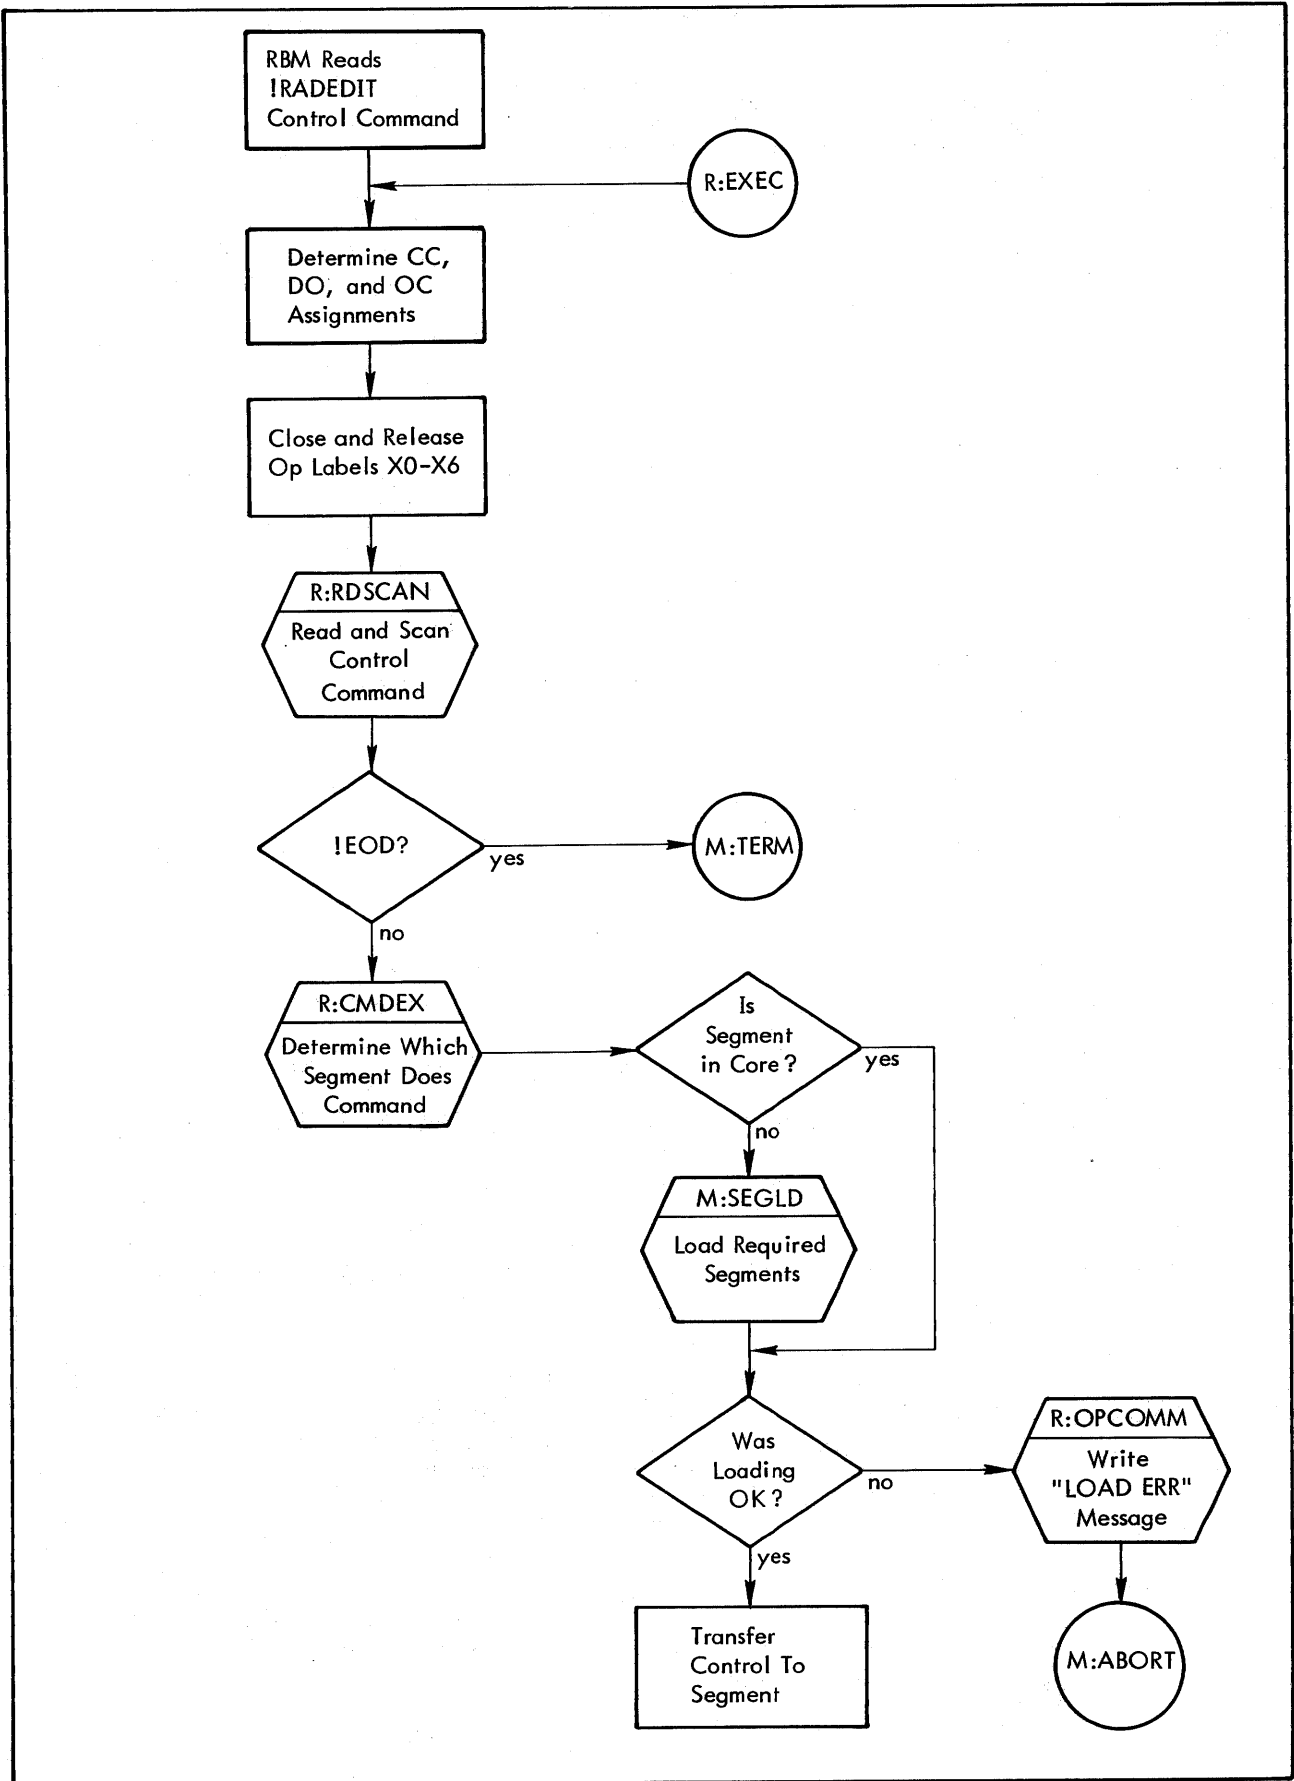 RBM Reads
!RADEDIT
Control Command
R:EXEC
Determine CC,
DO, and OC
Assignments
Close and Release
Op Labels X0-X6
R:RDSCAN
Read and Scan
Control
Command
!EOD?
yes
M:TERM
no
R:CMDEX
Determine Which
Segment Does
Command
Is
Segment
in Core?
yes
no
M:SEGLD
Load Required
Segments
Was
Loading
OK?
no
yes
R:OPCOMM
Write
"LOAD ERR"
Message
Transfer
Control To
Segment
M:ABORT